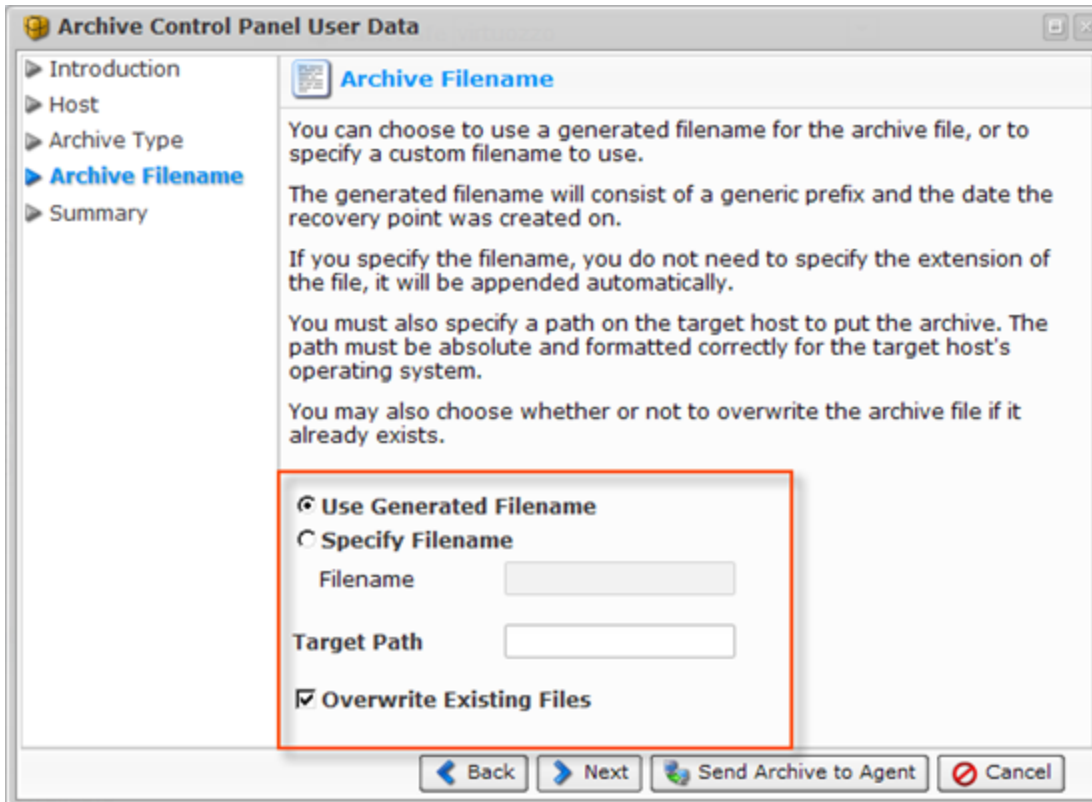 Archive Control Panel User Data
Introduction
Host
Archive Type
Archive Filename
Summary
Archive Filename
You can choose to use a generated filename for the archive file, or to
specify a custom filename to use.
The generated filename will consist of a generic prefix and the date the
recovery point was created on.
If you specify the filename, you do not need to specify the extension of
the file, it will be appended automatically.
You must also specify a path on the target host to put the archive. The
path must be absolute and formatted correctly for the target host's
operating system.
You may also choose whether or not to overwrite the archive file if it
already exists.
Use Generated Filename
Specify Filename
Filename
Target Path
Overwrite Existing Files
Back
Next
Send Archive to Agent
Cancel